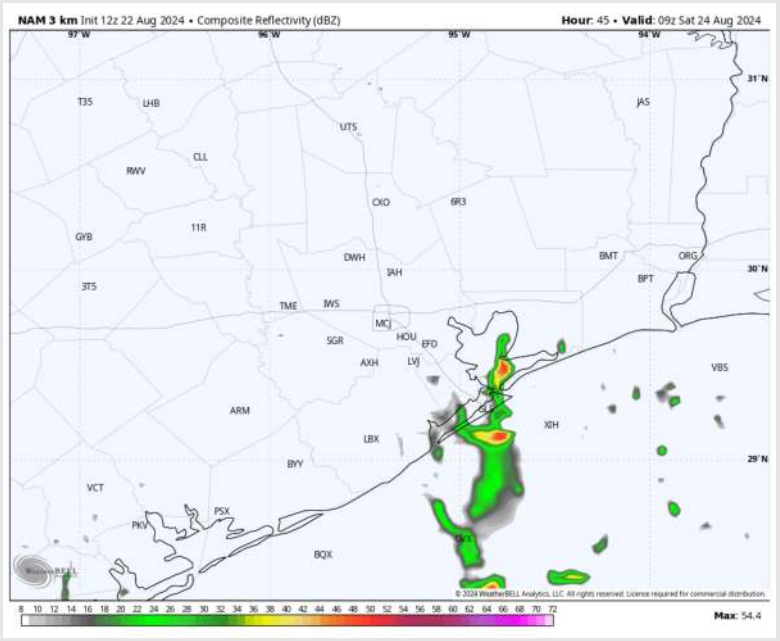 NAM 3 km Init 12z 22 Aug 2024 • Composite Reflectivity (dBZ) Hour: 45 • Valid: 09z Sat 24 Aug 2024
97°W 96°W 95°W 94°W
31°N
T35 LHB JAS
UTS
CLL
RWV
CXO 6R3
11R
GYB
DWH BMT ORG
IAH 30°N
BPT
3T5
TME IWS
MCJ
SGR HOU EFD
AXH LVJ VBS
ARM GLS
XIH
LBX
BYY 29°N
VCT
PSX
PKV
GVX
BQX
WeatherBELL
© 2024 WeatherBELL Analytics, LLC. All rights reserved. License required for commercial distribution.
8 10 12 14 16 18 20 22 24 26 28 30 32 34 36 38 40 42 44 46 48 50 52 54 56 58 60 62 64 66 68 70 72 Max: 54.4